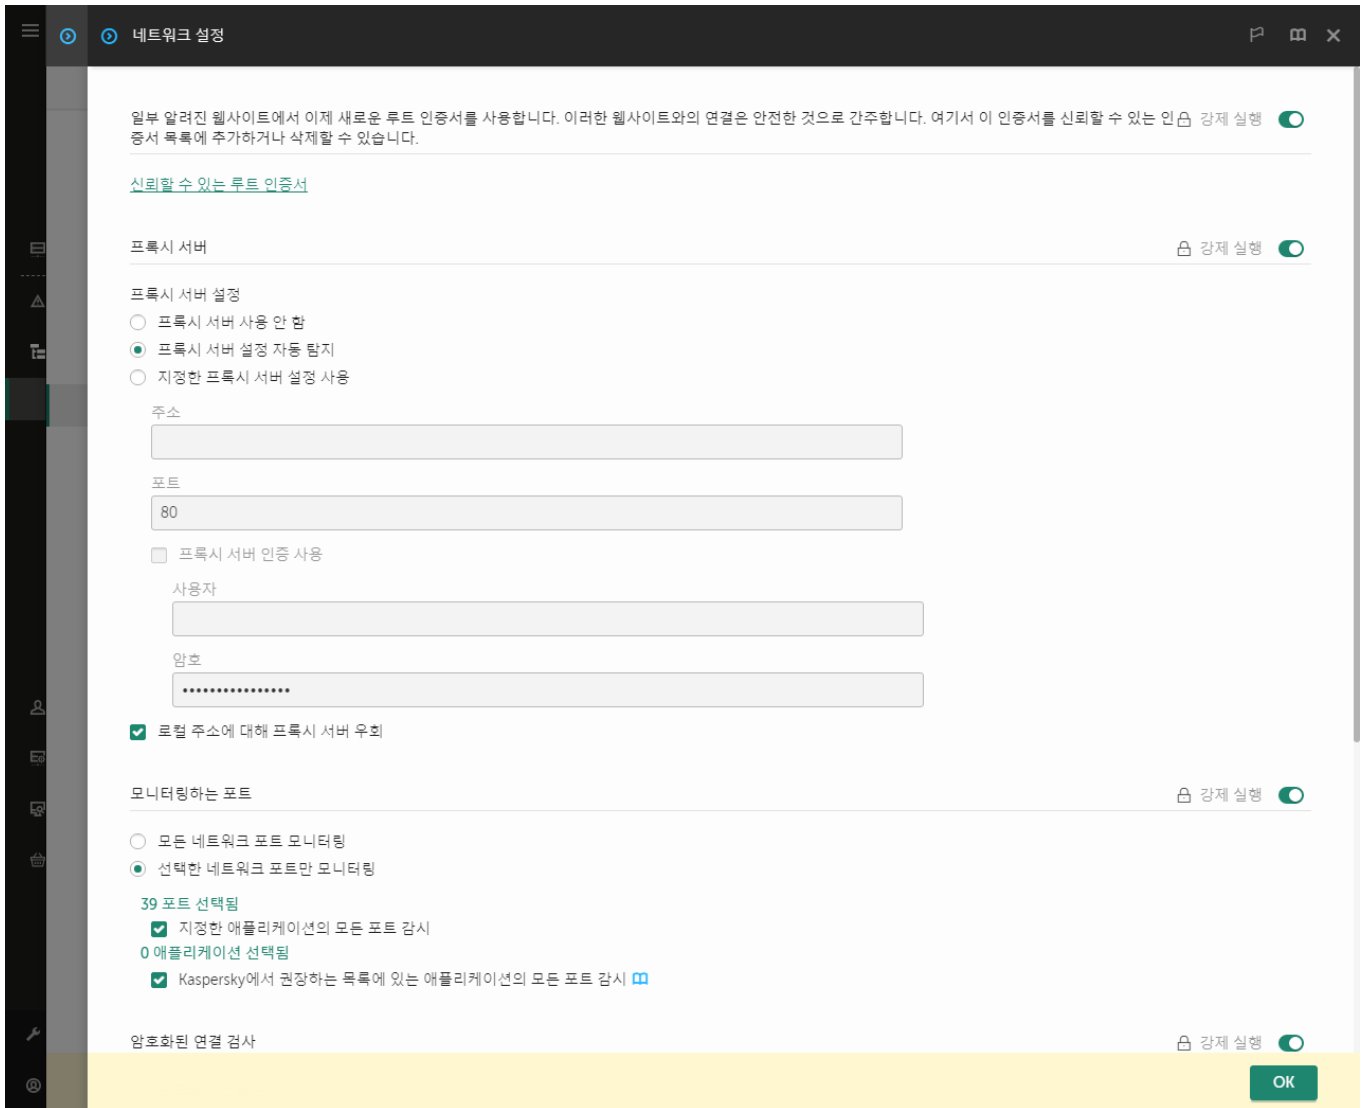 네트워크 설정
일부 알려진 웹사이트에서 이제 새로운 루트 인증서를 사용합니다. 이러한 웹사이트와의 연결은 안전한 것으로 간주합니다. 여기서 이 인증서를 신뢰할 수 있는 인 강제 실행
증서 목록에 추가하거나 삭제할 수 있습니다.
신뢰할 수 있는 루트 인증서
프록시 서버 강제 실행
프록시 서버 설정
프록시 서버 사용 안 함
프록시 서버 설정 자동 탐지
지정한 프록시 서버 설정 사용
주소
포트
80
프록시 서버 인증 사용
사용자
암호
••••••••••••••••
로컬 주소에 대해 프록시 서버 우회
모니터링하는 포트 강제 실행
모든 네트워크 포트 모니터링
선택한 네트워크 포트만 모니터링
39 포트 선택됨
지정한 애플리케이션의 모든 포트 감시
0 애플리케이션 선택됨
Kaspersky에서 권장하는 목록에 있는 애플리케이션의 모든 포트 감시
암호화된 연결 검사 강제 실행
OK